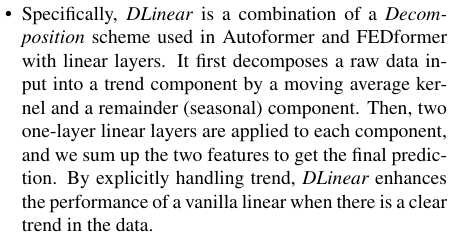 • Specifically, DLinear is a combination of a Decom-
position scheme used in Autoformer and FEDformer
with linear layers. It first decomposes a raw data in-
put into a trend component by a moving average ker-
nel and a remainder (seasonal) component. Then, two
one-layer linear layers are applied to each component,
and we sum up the two features to get the final predic-
tion. By explicitly handling trend, DLinear enhances
the performance of a vanilla linear when there is a clear
trend in the data.